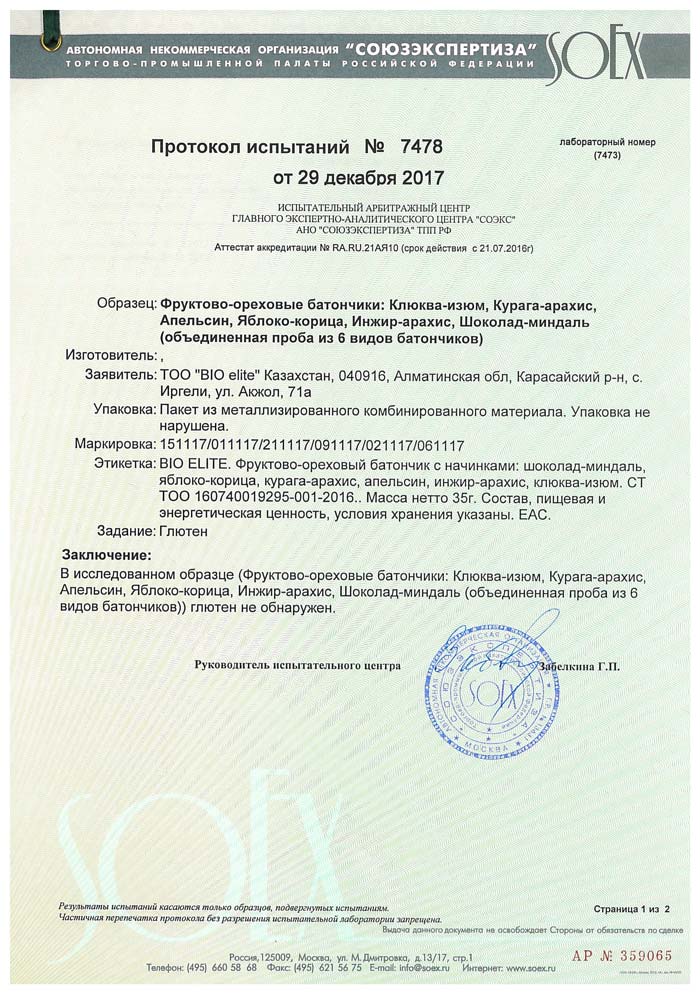 АВТОНОМНАЯ НЕКОММЕРЧЕСКАЯ ОРГАНИЗАЦИЯ "СОЮЗЭКСПЕРТИЗА"
ТОРГОВО-ПРОМЫШЛЕННОЙ ПАЛАТЫ РОССИЙСКОЙ ФЕДЕРАЦИИ
SOEX
Протокол испытаний № 7478
лабораторный номер
(7473)
от 29 декабря 2017
ИСПЫТАТЕЛЬНЫЙ АРБИТРАЖНЫЙ ЦЕНТР
ГЛАВНОГО ЭКСПЕРТНО-АНАЛИТИЧЕСКОГО ЦЕНТРА "СОЭКС"
АНО "СОЮЗЭКСПЕРТИЗА" ТПП РФ
Аттестат аккредитации № RA.RU.21АЯ10 (срок действия с 21.07.2016г)
Образец: Фруктово-ореховые батончики: Клюква-изюм, Курага-арахис,
Апельсин, Яблоко-корица, Инжир-арахис, Шоколад-миндаль
(объединенная проба из 6 видов батончиков)
Изготовитель: ,
Заявитель: ТОО "BIO elite" Казахстан, 040916, Алматинская обл, Карасайский р-н, с.
Иргели, ул. Акжол, 71а
Упаковка: Пакет из металлизированного комбинированного материала. Упаковка не
нарушена.
Маркировка: 151117/011117/211117/091117/021117/061117
Этикетка: BIO ELITE. Фруктово-ореховый батончик с начинками: шоколад-миндаль,
яблоко-корица, курага-арахис, апельсин, инжир-арахис, клюква-изюм. СТ
ТОО 160740019295-001-2016.. Масса нетто 35г. Состав, пищевая и
энергетическая ценность, условия хранения указаны. ЕАС.
Задание: Глютен
Заключение:
В исследованном образце (Фруктово-ореховые батончики: Клюква-изюм, Курага-арахис,
Апельсин, Яблоко-корица, Инжир-арахис, Шоколад-миндаль (объединенная проба из 6
видов батончиков)) глютен не обнаружен.
Руководитель испытательного центра
Забелкина Г.П.
АВТОНОМНАЯ НЕКОММЕРЧЕСКАЯ ОРГАНИЗАЦИЯ
СОЮЗЭКСПЕРТИЗА
SOEX
МОСКВА
SOEX
Результаты испытаний касаются только образцов, подвергнутых испытаниям.
Частичная перепечатка протокола без разрешения испытательной лаборатории запрещена.
Страница 1 из 2
Выдача данного документа не освобождает Стороны от обязательств по сделке
Россия,125009, Москва, ул. М.Дмитровка, д.13/17, стр.1
Телефон: (495) 660 58 68 Факс: (495) 621 56 75 E-mail: info@soex.ru Интернет: www.soex.ru
АР № 359065